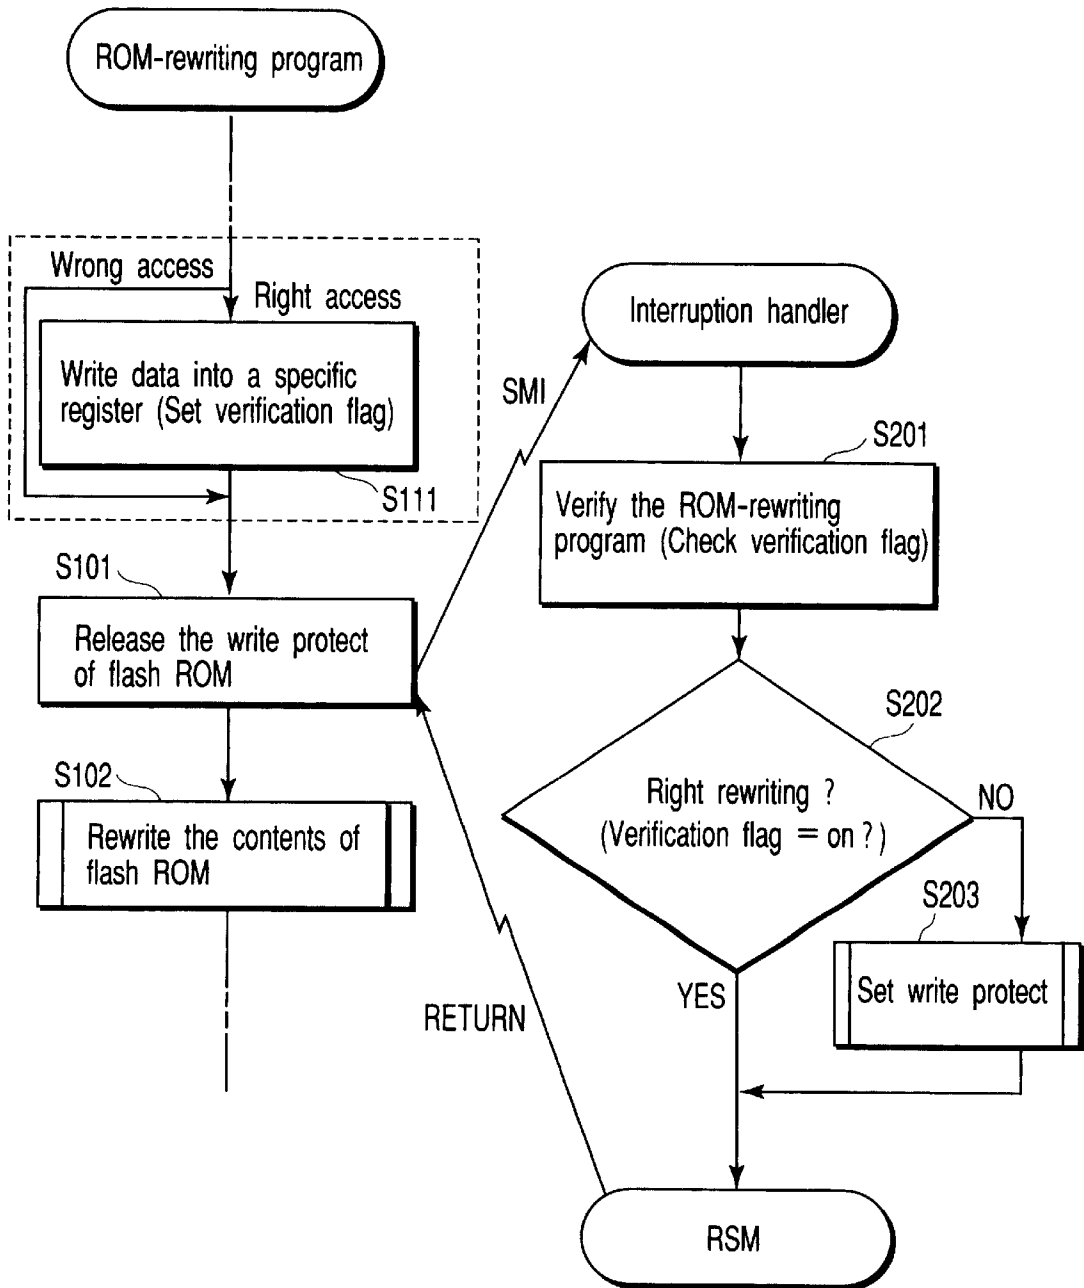 ROM-rewriting program
Wrong access
Right access
Write data into a specific
register (Set verification flag)
S111
S101
Release the write protect
of flash ROM
S102
Rewrite the contents of
flash ROM
SMI
RETURN
Interruption handler
S201
Verify the ROM-rewriting
program (Check verification flag)
S202
Right rewriting ?
(Verification flag = on ? )
NO
S203
Set write protect
YES
RSM